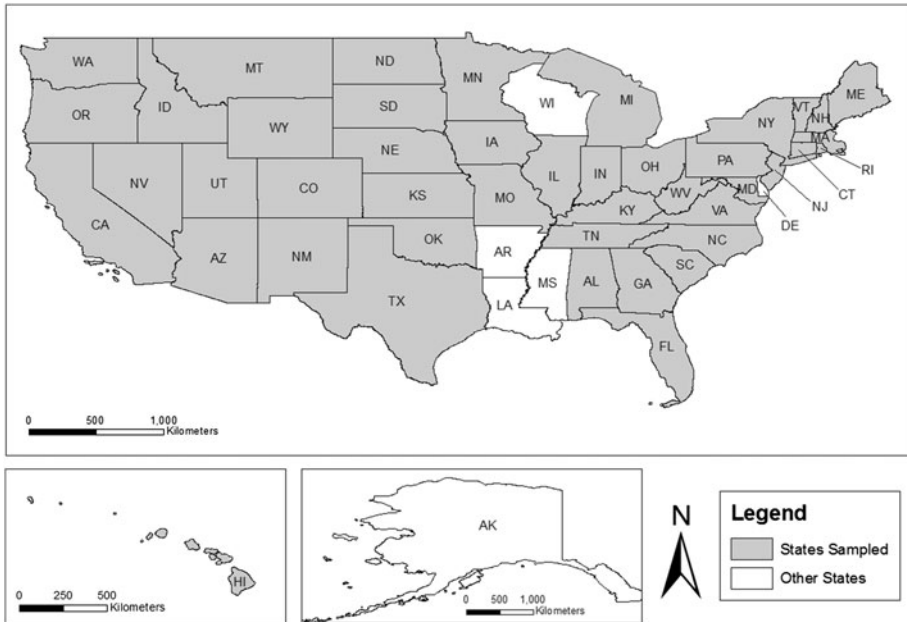 WA
MT
ND
MN
WI
MI
ME
VT
NH
OR
ID
SD
NY
MA
WY
RI
IA
NE
PA
CT
NV
UT
IL
IN
OH
NJ
CO
MD
WV
KS
MO
VA
DE
CA
KY
TN
NC
OK
AR
AZ
NM
SC
MS
AL
GA
TX
LA
FL
0 500 1,000
Kilometers
HI
0 250 500
Kilometers
AK
0 500 1,000
Kilometers
N
Legend
States Sampled
Other States